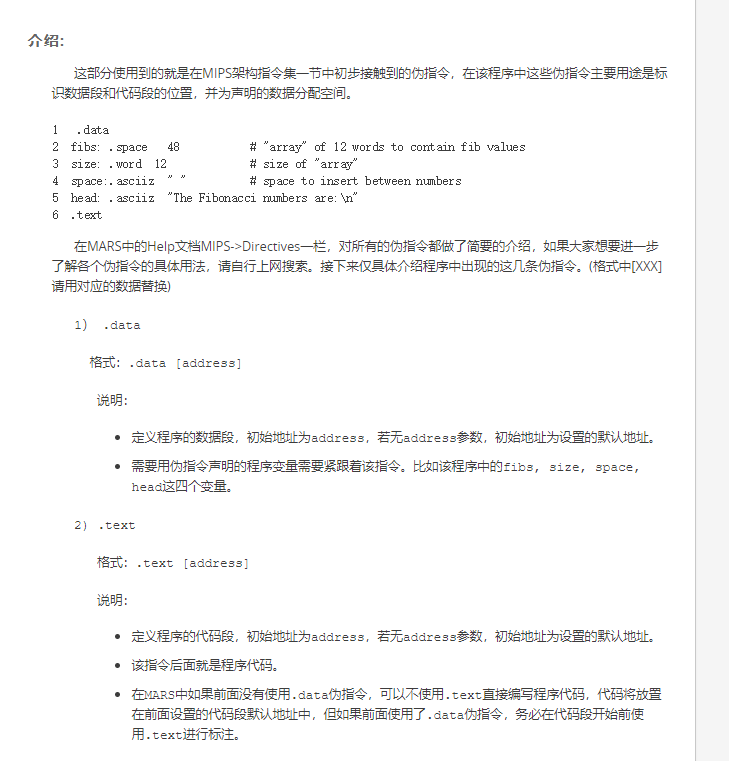 介绍:
这部分使用到的就是在MIPS架构指令集一节中初步接触到的伪指令，在该程序中这些伪指令主要用途是标
识数据段和代码段的位置，并为声明的数据分配空间。
1 .data
2 fibs: .space 48 # "array" of 12 words to contain fib values
3 size: .word 12 # size of "array"
4 space:.asciiz " " # space to insert between numbers
5 head: .asciiz "The Fibonacci numbers are:\n"
6 .text
在MARS中的Help文档MIPS->Directives一栏，对所有的伪指令都做了简要的介绍，如果大家想要进一步
了解各个伪指令的具体用法，请自行上网搜索。接下来仅具体介绍程序中出现的这几条伪指令。(格式中[XXX]
请用对应的数据替换)
1） .data
格式：.data [address]
说明：
• 定义程序的数据段，初始地址为address，若无address参数，初始地址为设置的默认地址。
• 需要用伪指令声明的程序变量需要紧跟着该指令。比如该程序中的fibs, size, space,
head这四个变量。
2) .text
格式：.text [address]
说明：
• 定义程序的代码段，初始地址为address，若无address参数，初始地址为设置的默认地址。
• 该指令后面就是程序代码。
• 在MARS中如果前面没有使用.data伪指令，可以不使用.text直接编写程序代码，代码将放置
在前面设置的代码段默认地址中，但如果前面使用了.data伪指令，务必在代码段开始前使
用.text进行标注。